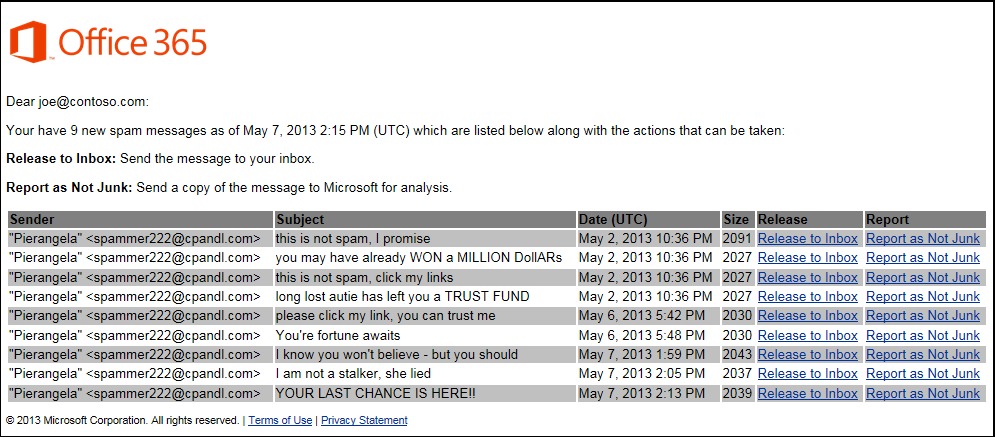 Office 365
Dear joe@contoso.com:
Your have 9 new spam messages as of May 7, 2013 2:15 PM (UTC) which are listed below along with the actions that can be taken:
Release to Inbox: Send the message to your inbox.
Report as Not Junk: Send a copy of the message to Microsoft for analysis.
Sender Subject Date (UTC) Size Release Report
"Pierangela" <spammer222@cpandl.com> this is not spam, I promise May 2, 2013 10:36 PM 2091 Release to Inbox Report as Not Junk
"Pierangela" <spammer222@cpandl.com> you may have already WON a MILLION DollARs May 2, 2013 10:36 PM 2027 Release to Inbox Report as Not Junk
"Pierangela" <spammer222@cpandl.com> this is not spam, click my links May 2, 2013 10:36 PM 2027 Release to Inbox Report as Not Junk
"Pierangela" <spammer222@cpandl.com> long lost autie has left you a TRUST FUND May 2, 2013 10:36 PM 2027 Release to Inbox Report as Not Junk
"Pierangela" <spammer222@cpandl.com> please click my link, you can trust me May 6, 2013 5:42 PM 2030 Release to Inbox Report as Not Junk
"Pierangela" <spammer222@cpandl.com> You're fortune awaits May 6, 2013 5:48 PM 2030 Release to Inbox Report as Not Junk
"Pierangela" <spammer222@cpandl.com> I know you won't believe - but you should May 7, 2013 1:59 PM 2043 Release to Inbox Report as Not Junk
"Pierangela" <spammer222@cpandl.com> I am not a stalker, she lied May 7, 2013 2:05 PM 2037 Release to Inbox Report as Not Junk
"Pierangela" <spammer222@cpandl.com> YOUR LAST CHANCE IS HERE!! May 7, 2013 2:13 PM 2039 Release to Inbox Report as Not Junk
© 2013 Microsoft Corporation. All rights reserved. | Terms of Use | Privacy Statement